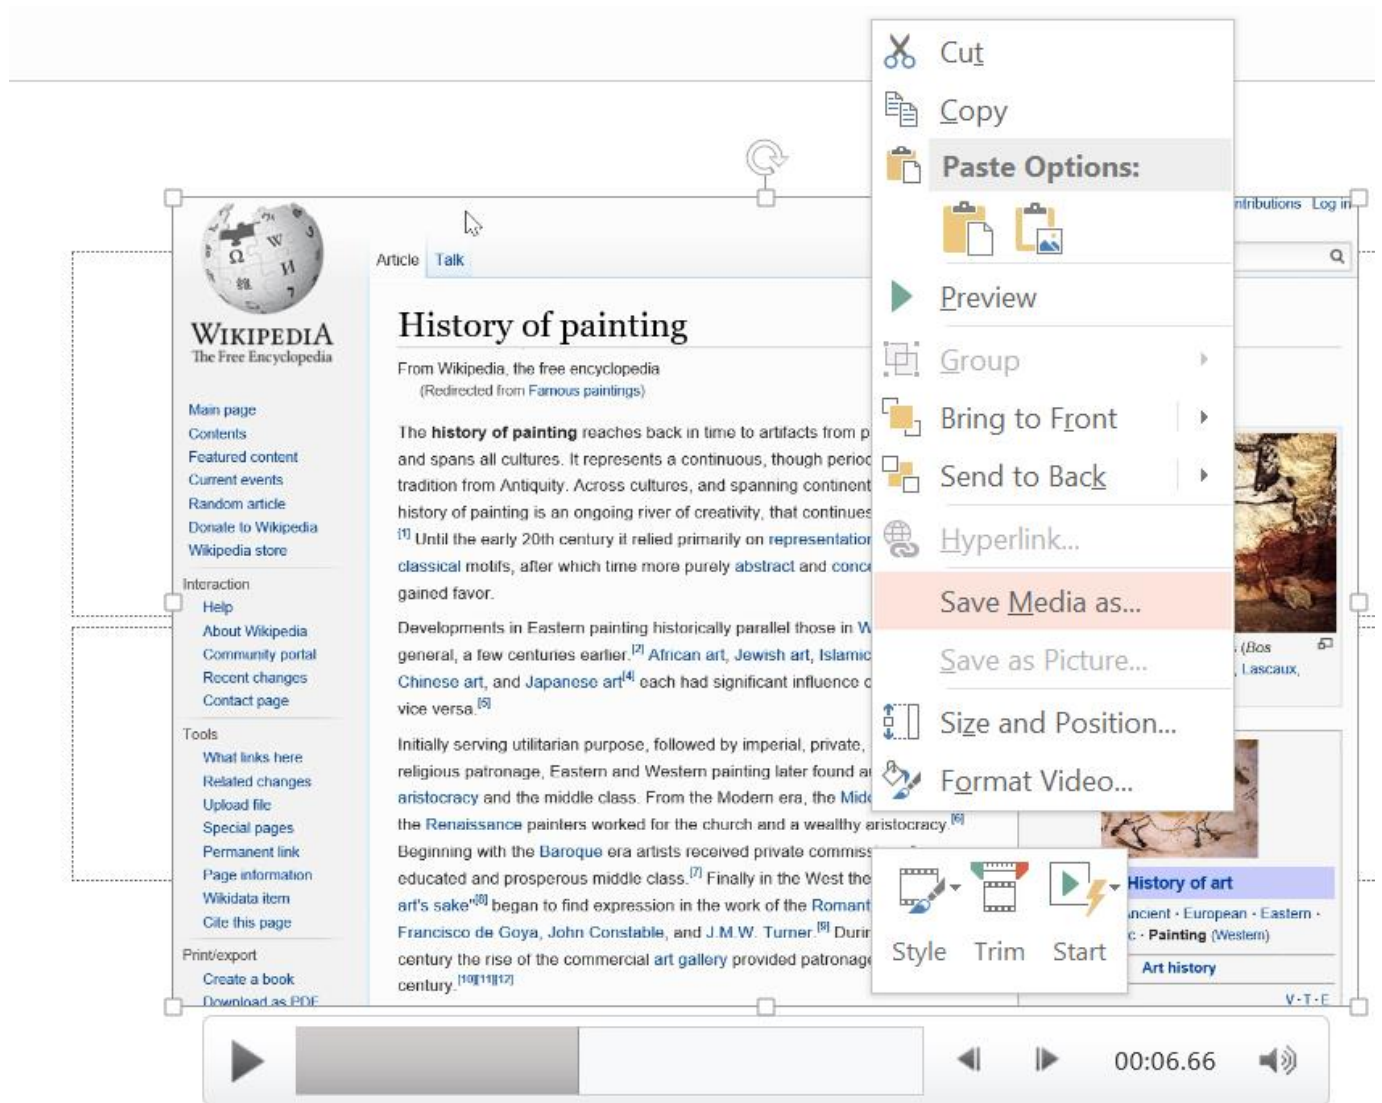 Cut
Copy
Paste Options:
Preview
Group
Bring to Front
Send to Back
Hyperlink...
Save Media as...
Save as Picture...
Size and Position...
Format Video...
Style Trim Start
Log in
WIKIPEDIA
The Free Encyclopedia
Main page
Contents
Featured content
Current events
Random article
Donate to Wikipedia
Wikipedia store
Interaction
Help
About Wikipedia
Community portal
Recent changes
Contact page
Tools
What links here
Related changes
Upload file
Special pages
Permanent link
Page information
Wikidata item
Cite this page
Print/export
Create a book
Download as PDF
Article Talk
History of painting
From Wikipedia, the free encyclopedia
(Redirected from Famous paintings)
The history of painting reaches back in time to artifacts from
and spans all cultures. It represents a continuous, though
tradition from Antiquity. Across cultures, and spanning
history of painting is an ongoing river of creativity, that continues
[1] Until the early 20th century it relied primarily on
classical motifs, after which time more purely abstract and
gained favor.
Developments in Eastern painting historically parallel those in
general, a few centuries earlier.[2] African art, Jewish art,
Chinese art, and Japanese art[4] each had significant influence
vice versa.[5]
Initially serving utilitarian purpose, followed by imperial, private,
religious patronage, Eastern and Western painting later found
aristocracy and the middle class. From the Modern era, the
the Renaissance painters worked for the church and a wealthy aristocracy.[6]
Beginning with the Baroque era artists received private
educated and prosperous middle class.[7] Finally in the West the
art's sake"[8] began to find expression in the work of the
Francisco de Goya, John Constable, and J.M.W. Turner.[9]
century the rise of the commercial art gallery provided patronage
century.[10][11][12]
(Bos
Lascaux,
History of art
Ancient · European · Eastern ·
· Painting (Western)
Art history
V · T · E
00:06.66